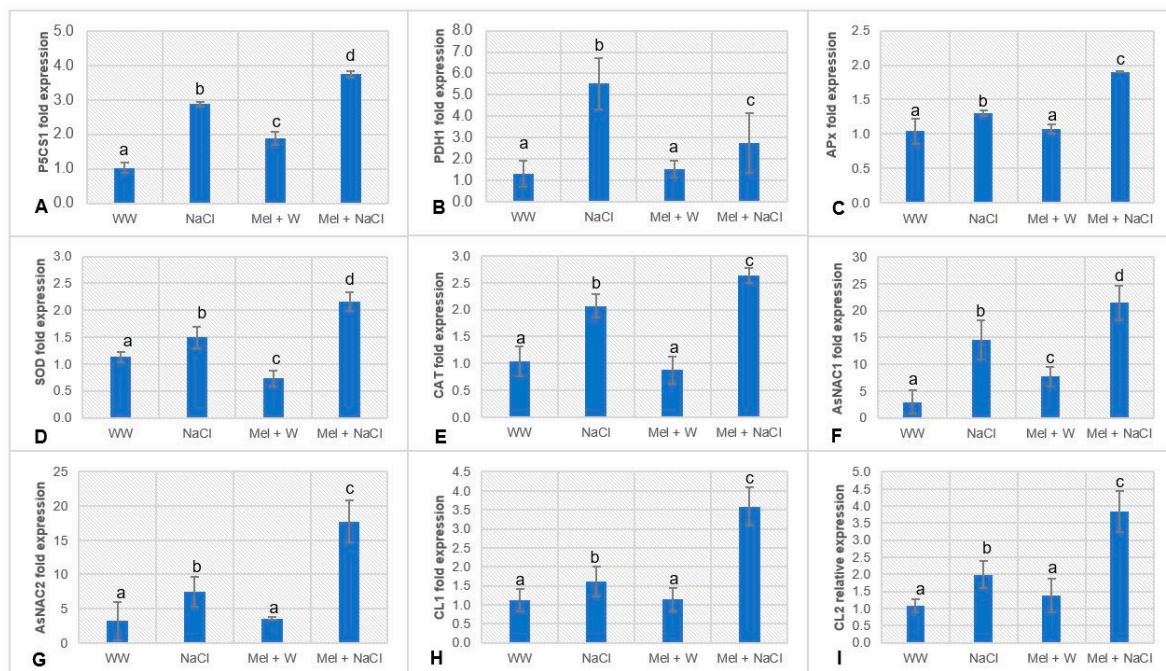 P5CS1 fold expression
5.0
4.0
3.0
2.0
1.0
0.0
a
b
c
d
WW NaCl Mel + W Mel + NaCl
A
PDH1 fold expression
8.0
7.0
6.0
5.0
4.0
3.0
2.0
1.0
0.0
a
b
a
c
WW NaCl Mel + W Mel + NaCl
B
APx fold expression
2.5
2.0
1.5
1.0
0.5
0.0
a
b
a
c
WW NaCl Mel + W Mel + NaCl
C
SOD fold expression
3.0
2.5
2.0
1.5
1.0
0.5
0.0
a
b
c
d
WW NaCl Mel + W Mel + NaCl
D
CAT fold expression
3.0
2.5
2.0
1.5
1.0
0.5
0.0
a
b
a
c
WW NaCl Mel + W Mel + NaCl
E
AsNAC1 fold expression
30
25
20
15
10
5
0
a
b
c
d
WW NaCl Mel + W Mel + NaCl
F
AsNAC2 fold expression
25
20
15
10
5
0
a
b
a
c
WW NaCl Mel + W Mel + NaCl
G
CL1 fold expression
4.5
4.0
3.5
3.0
2.5
2.0
1.5
1.0
0.5
0.0
a
b
a
c
WW NaCl Mel + W Mel + NaCl
H
CL2 relative expression
5.0
4.5
4.0
3.5
3.0
2.5
2.0
1.5
1.0
0.5
0.0
a
b
a
c
WW NaCl Mel + W Mel + NaCl
I